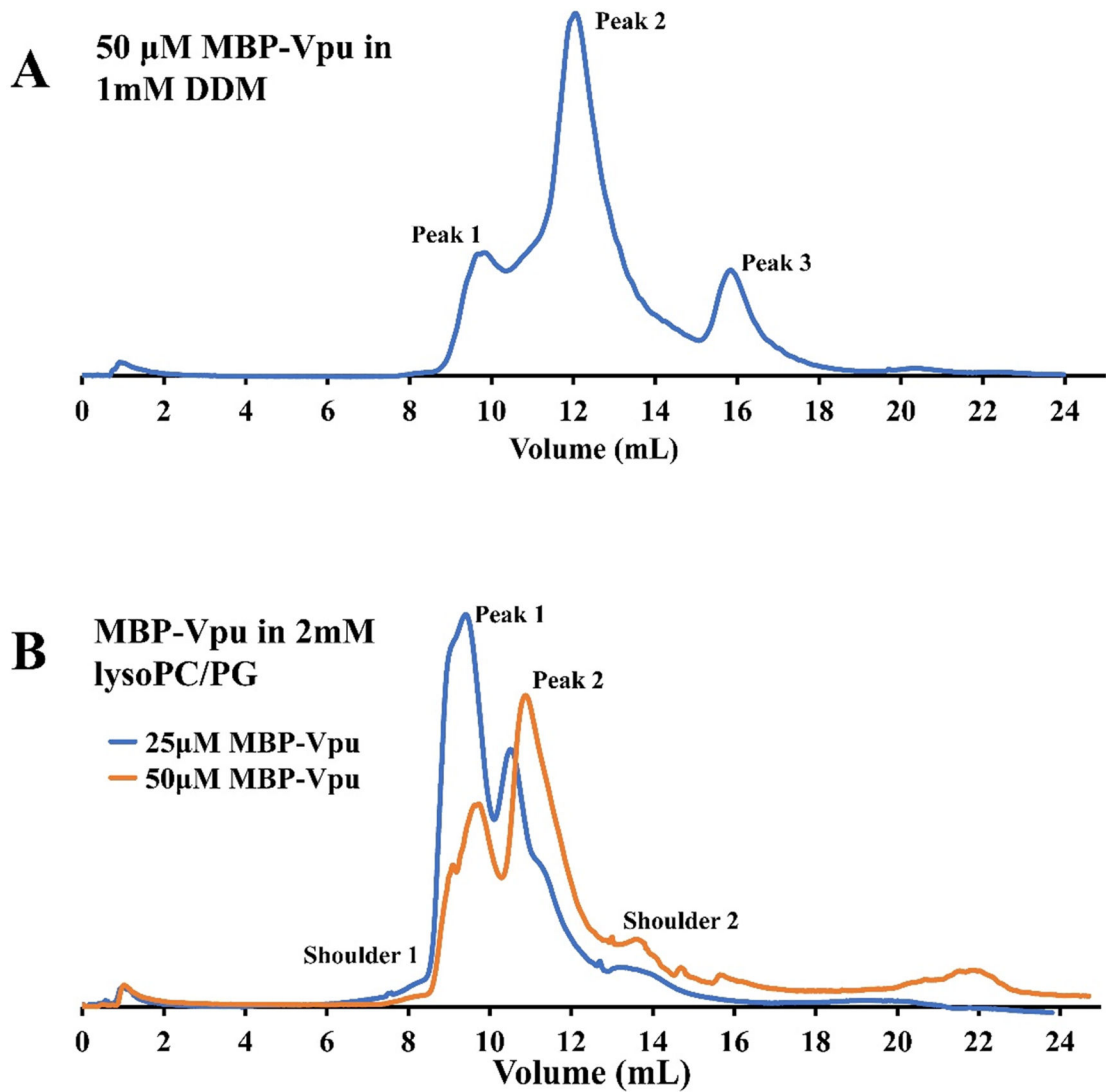 A
50 μM MBP-Vpu in
1mM DDM
Peak 2
Peak 1
Peak 3
0 2 4 6 8 10 12 14 16 18 20 22 24
Volume (mL)
B
MBP-Vpu in 2mM
lysoPC/PG
25μM MBP-Vpu
50μM MBP-Vpu
Peak 1
Peak 2
Shoulder 1
Shoulder 2
0 2 4 6 8 10 12 14 16 18 20 22 24
Volume (mL)